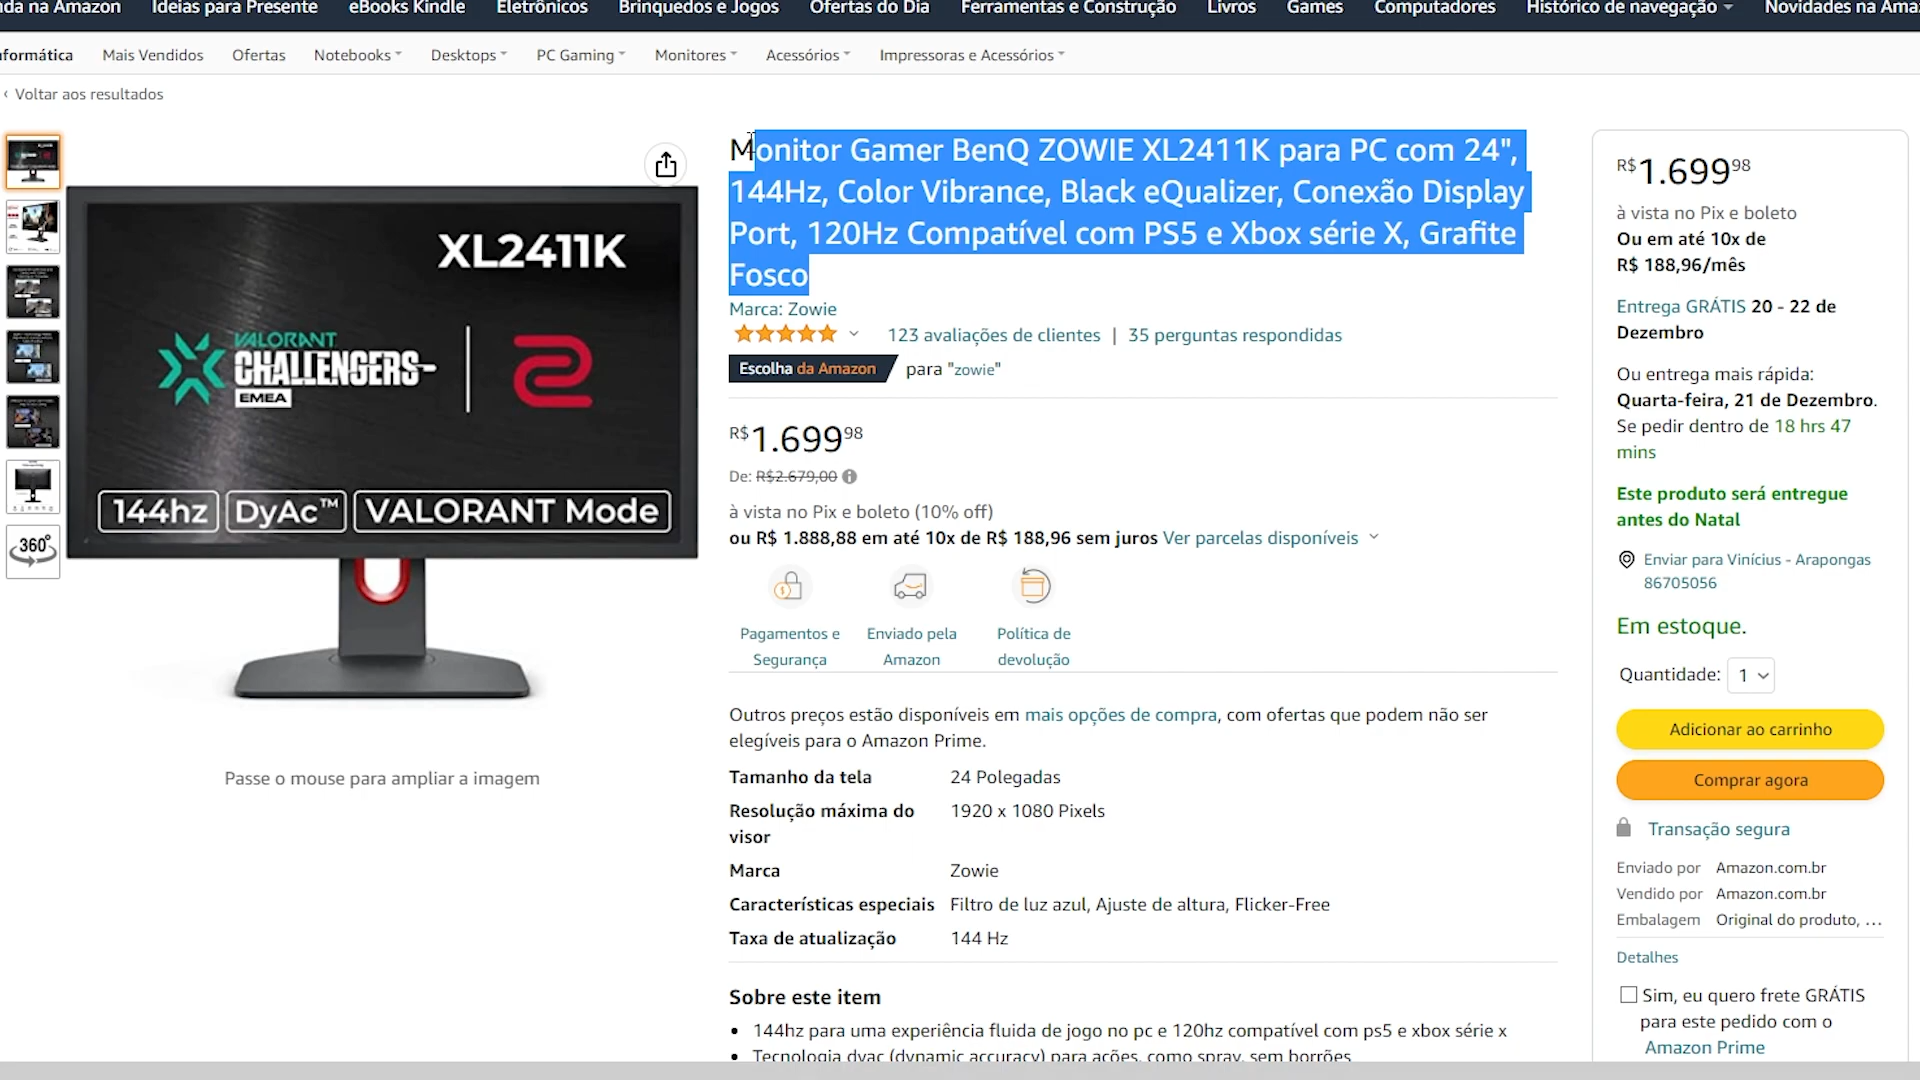 nda na Amazon Ideias para Presente eBooks Kindle Eletrônicos Brinquedos e Jogos Ofertas do Dia Ferramentas e Construção Livros Games Computadores Histórico de navegação Novidades na Ama
nformática Mais Vendidos Ofertas Notebooks Desktops PC Gaming Monitores Acessórios Impressoras e Acessórios
‹ Voltar aos resultados
Monitor Gamer BenQ ZOWIE XL2411K para PC com 24",
144Hz, Color Vibrance, Black eQualizer, Conexão Display
Port, 120Hz Compatível com PS5 e Xbox série X, Grafite
Fosco
Marca: Zowie
123 avaliações de clientes | 35 perguntas respondidas
Escolha da Amazon para "zowie"
R$1.69998
De: R$2.679,00
à vista no Pix e boleto (10% off)
ou R$ 1.888,88 em até 10x de R$ 188,96 sem juros Ver parcelas disponíveis
Pagamentos e
Segurança
Enviado pela
Amazon
Política de
devolução
Outros preços estão disponíveis em mais opções de compra, com ofertas que podem não ser
elegíveis para o Amazon Prime.
Tamanho da tela 24 Polegadas
Resolução máxima do
visor
1920 x 1080 Pixels
Marca Zowie
Características especiais Filtro de luz azul, Ajuste de altura, Flicker-Free
Taxa de atualização 144 Hz
Sobre este item
• 144hz para uma experiência fluida de jogo no pc e 120hz compatível com ps5 e xbox série x
• Tecnologia dyac (dynamic accuracy) para ações, como spray, sem borrões
XL2411K
VALORANT
CHALLENGERS
EMEA
144hz DyAc™ VALORANT Mode
360°
Passe o mouse para ampliar a imagem
R$1.69998
à vista no Pix e boleto
Ou em até 10x de
R$ 188,96/mês
Entrega GRÁTIS 20 - 22 de
Dezembro
Ou entrega mais rápida:
Quarta-feira, 21 de Dezembro.
Se pedir dentro de 18 hrs 47
mins
Este produto será entregue
antes do Natal
Enviar para Vinícius - Arapongas
86705056
Em estoque.
Quantidade: 1
Adicionar ao carrinho
Comprar agora
Transação segura
Enviado por Amazon.com.br
Vendido por Amazon.com.br
Embalagem Original do produto, ...
Detalhes
Sim, eu quero frete GRÁTIS
para este pedido com o
Amazon Prime